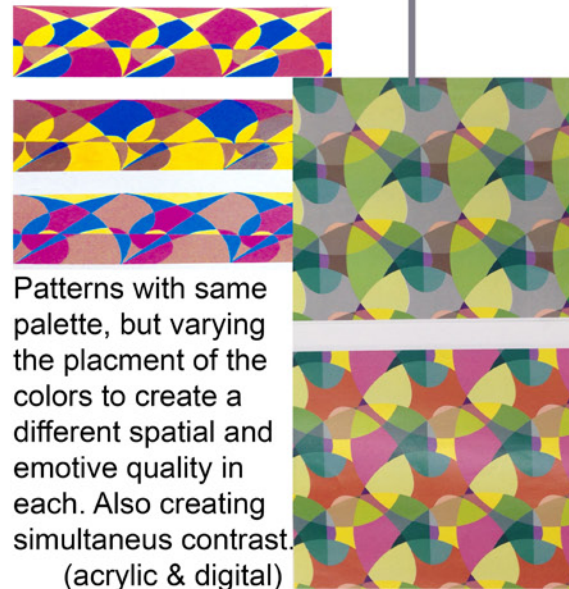 Patterns with same
palette, but varying
the placment of the
colors to create a
different spatial and
emotive quality in
each. Also creating
simultaneus contrast.
(acrylic & digital)